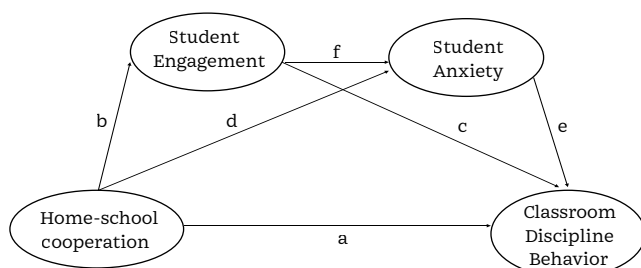 Student
Engagement
f
Student
Anxiety
b
d
c
e
Home-school
cooperation
a
Classroom
Discipline
Behavior